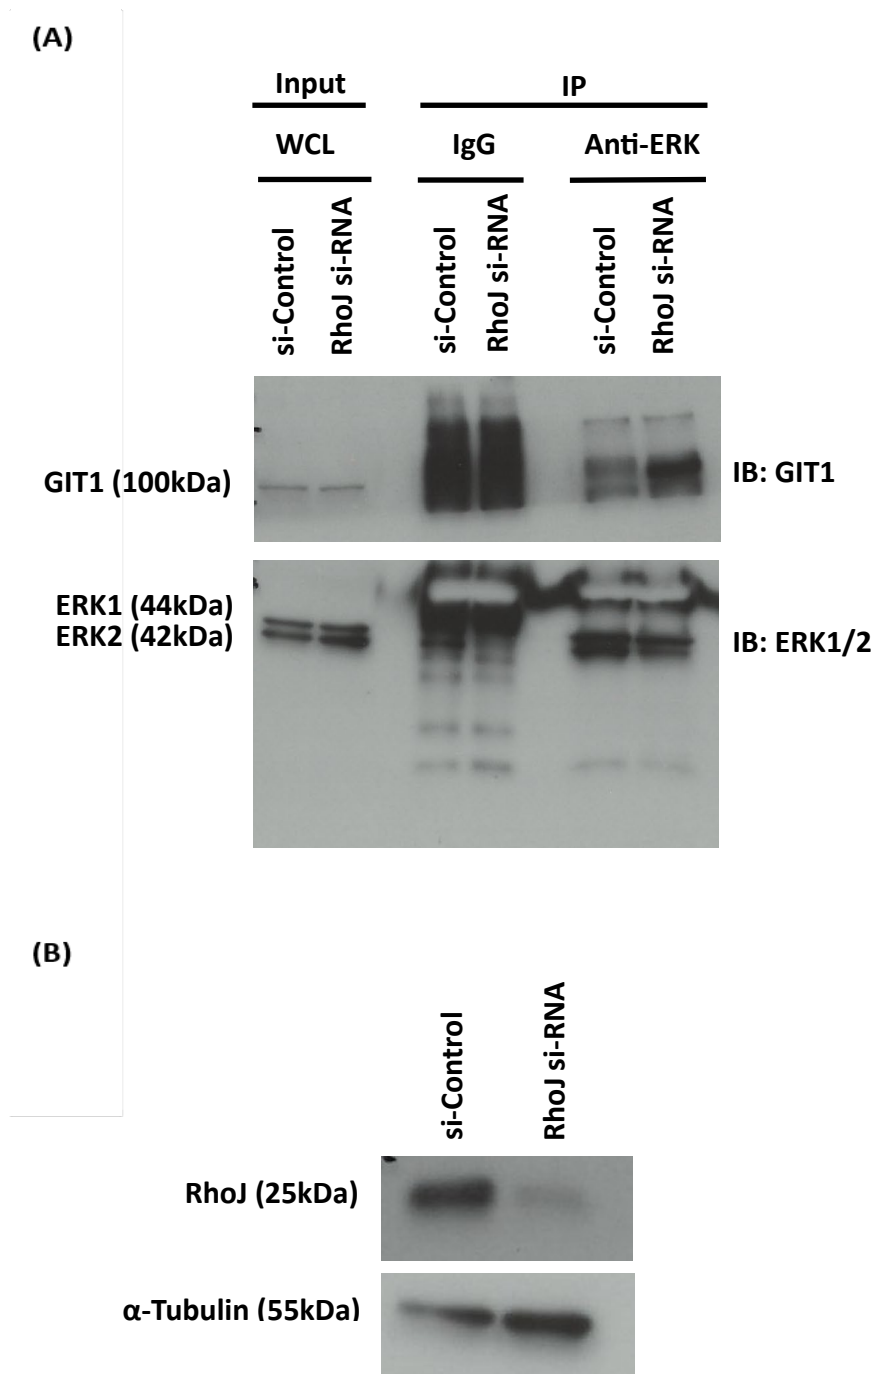 (A)
Input
IP
WCL
IgG
Anti-ERK
si-Control
RhoJ si-RNA
si-Control
RhoJ si-RNA
si-Control
RhoJ si-RNA
GIT1 (100kDa)
IB: GIT1
ERK1 (44kDa)
ERK2 (42kDa)
IB: ERK1/2
(B)
si-Control
RhoJ si-RNA
RhoJ (25kDa)
α-Tubulin (55kDa)